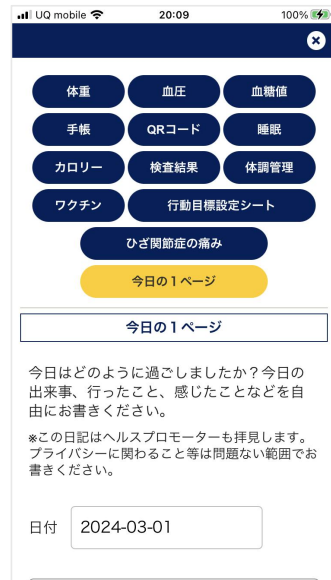 UQ mobile 20:09 100%
体重 血圧 血糖値
手帳 QRコード 睡眠
カロリー 検査結果 体調管理
ワクチン 行動目標設定シート
ひざ関節症の痛み
今日の1ページ
今日の1ページ
今日はどのように過ごしましたか？今日の
出来事、行ったこと、感じたことなどを自
由にお書きください。
※この日記はヘルスプロモーターも拝見します。
プライバシーに関わること等は問題ない範囲でお
書きください。
日付 2024-03-01